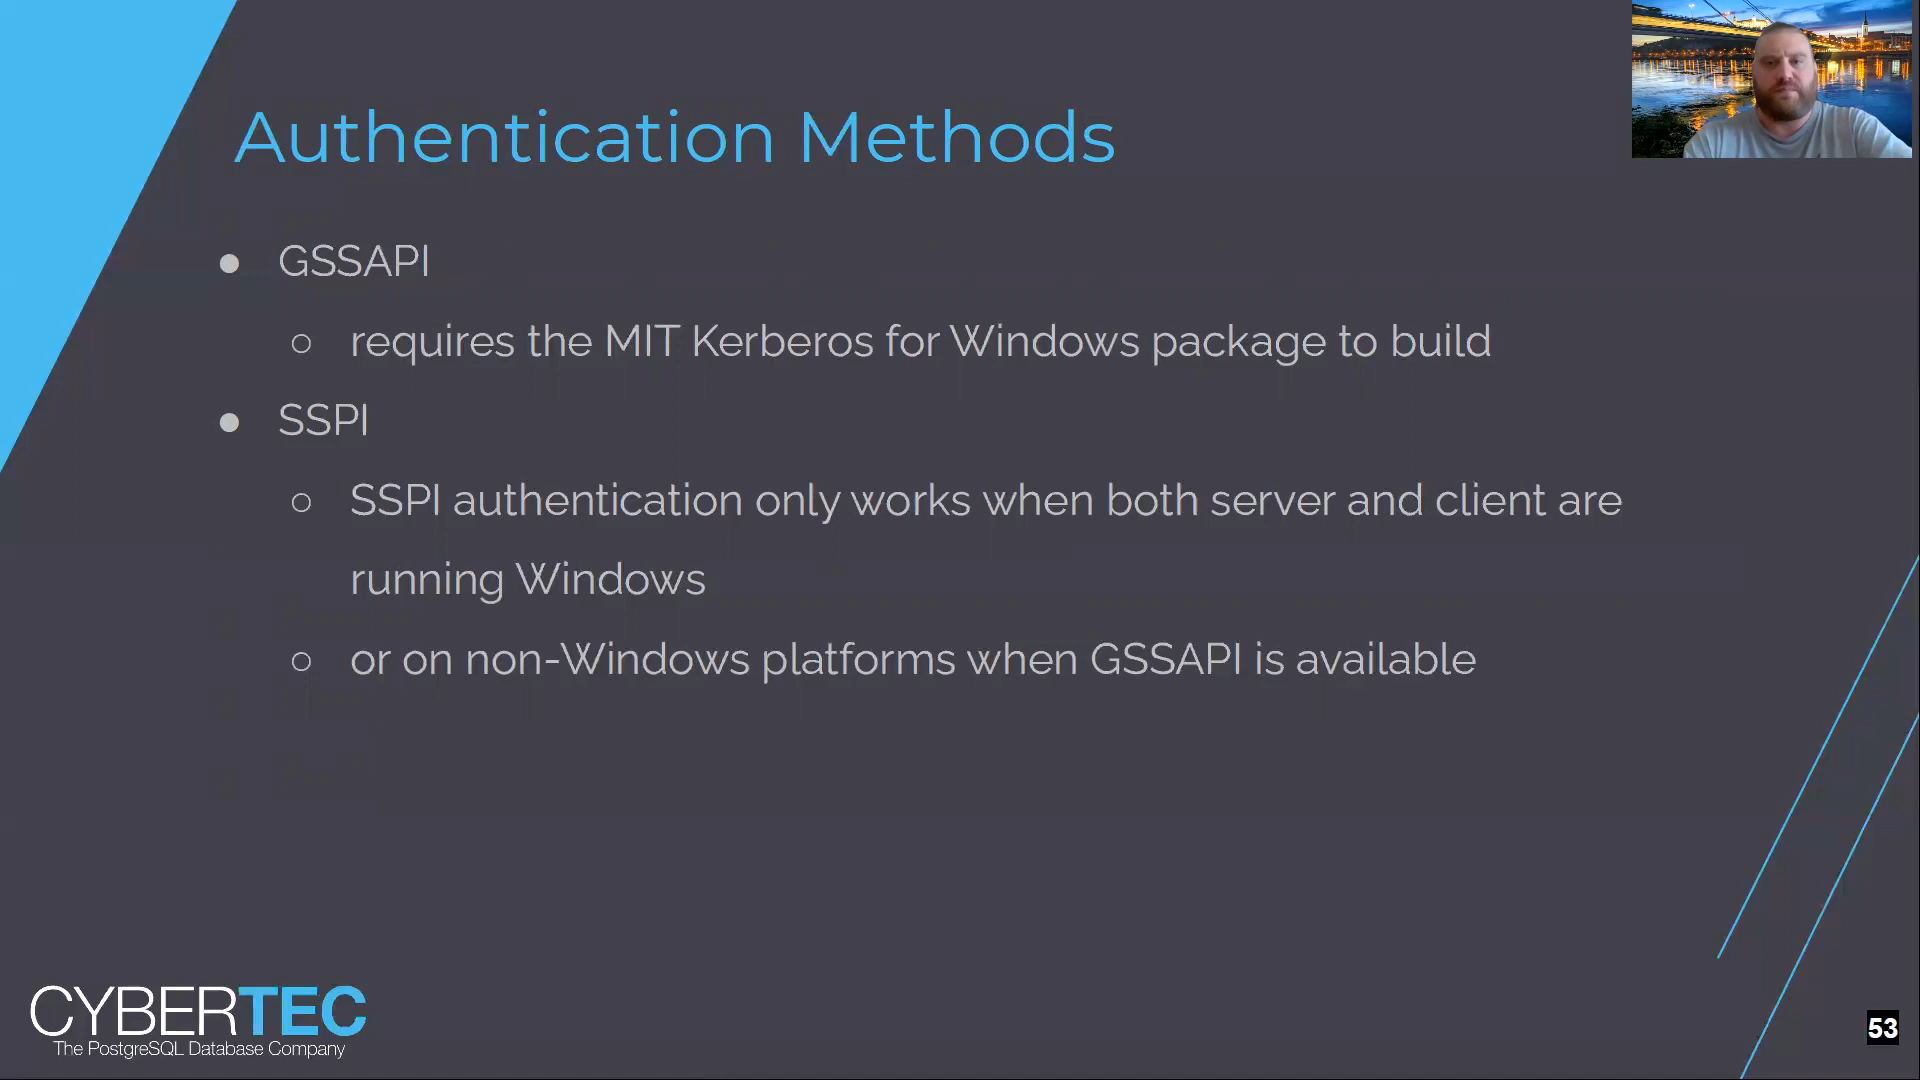 Authentication Methods
● GSSAPI
○ requires the MIT Kerberos for Windows package to build
● SSPI
○ SSPI authentication only works when both server and client are
running Windows
○ or on non-Windows platforms when GSSAPI is available
CYBERTEC
The PostgreSQL Database Company
53